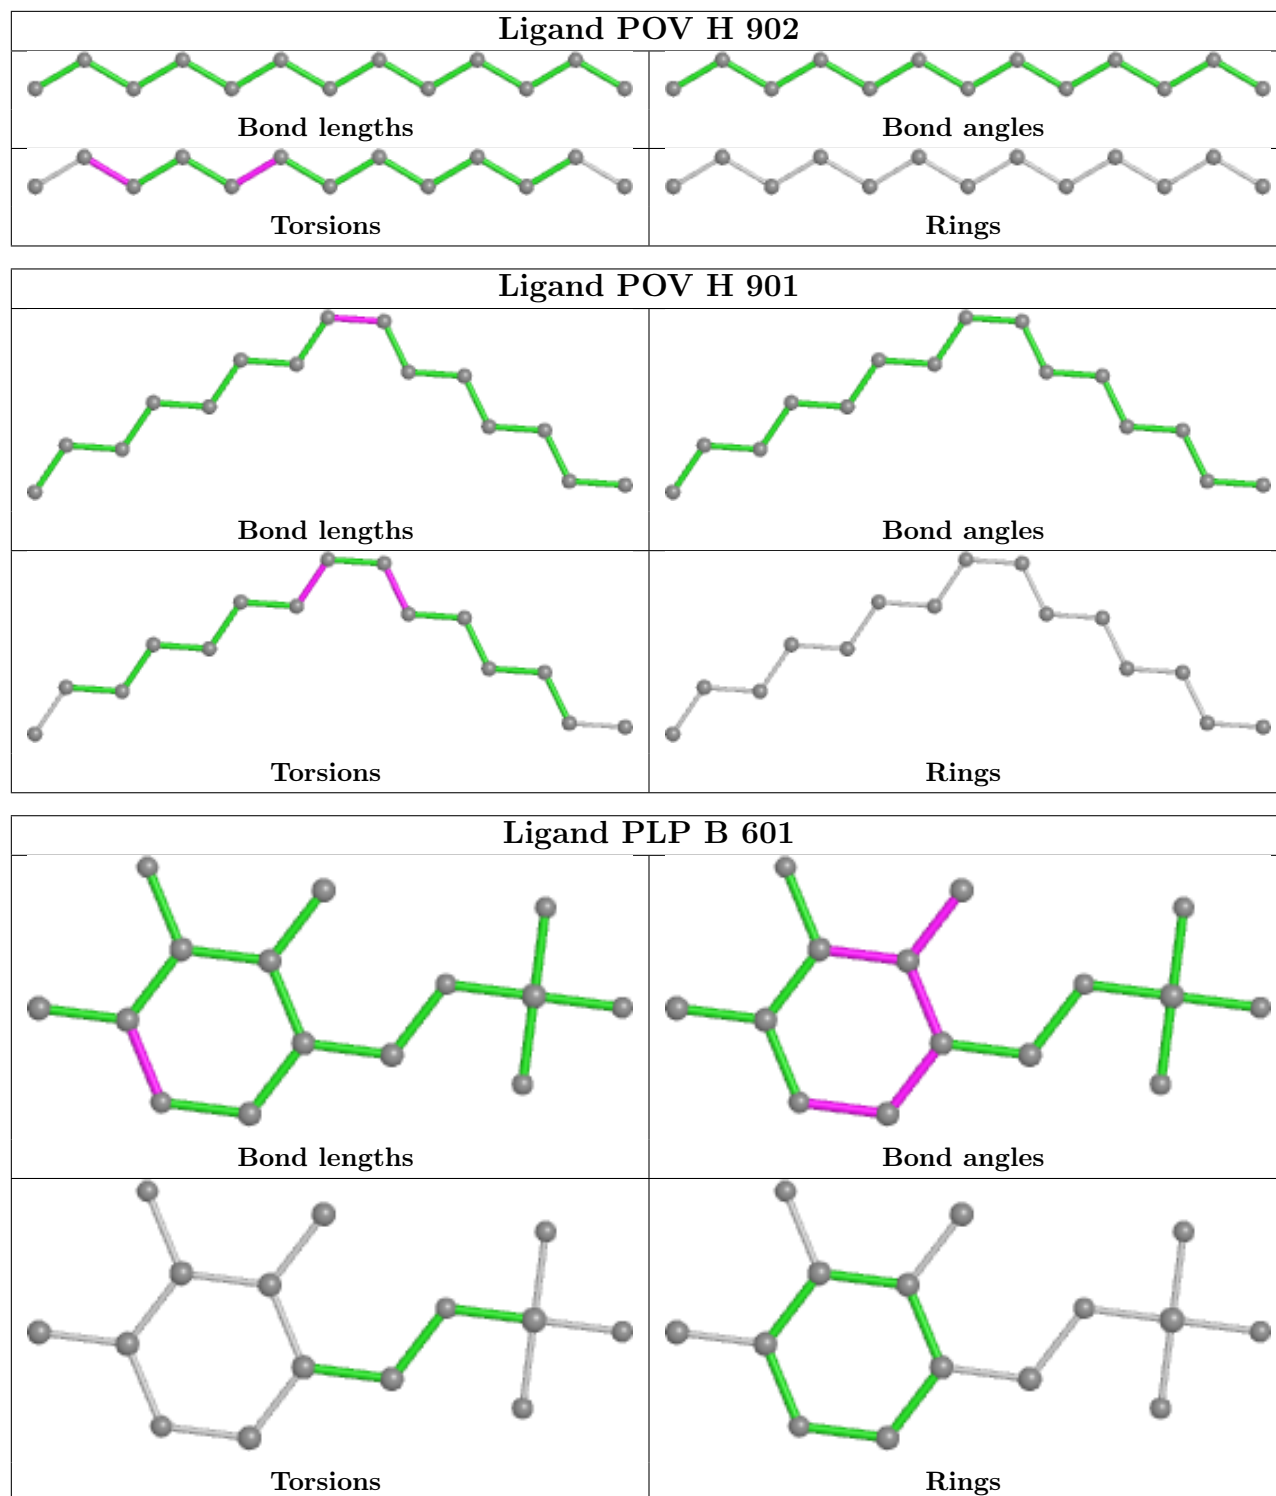 Ligand POV H 902
Bond lengths
Bond angles
Torsions
Rings
Ligand POV H 901
Bond lengths
Bond angles
Torsions
Rings
Ligand PLP B 601
Bond lengths
Bond angles
Torsions
Rings